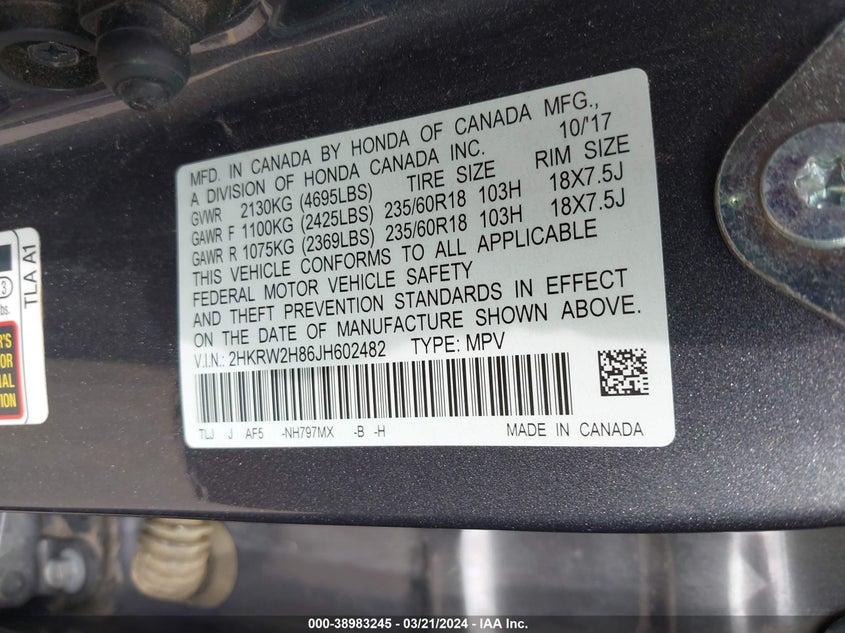 MFD. IN CANADA BY HONDA OF CANADA MFG.,
A DIVISION OF HONDA CANADA INC. 10/'17
GVWR 2130KG (4695LBS) TIRE SIZE RIM SIZE
GAWR F 1100KG (2425LBS) 235/60R18 103H 18X7.5J
GAWR R 1075KG (2369LBS) 235/60R18 103H 18X7.5J
THIS VEHICLE CONFORMS TO ALL APPLICABLE
FEDERAL MOTOR VEHICLE SAFETY
AND THEFT PREVENTION STANDARDS IN EFFECT
ON THE DATE OF MANUFACTURE SHOWN ABOVE.
V.I.N.: 2HKRW2H86JH602482 TYPE: MPV
TLJ J AF5 -NH797MX -B -H
MADE IN CANADA
TLA A1
3
000-38983245 - 03/21/2024 - IAA Inc.